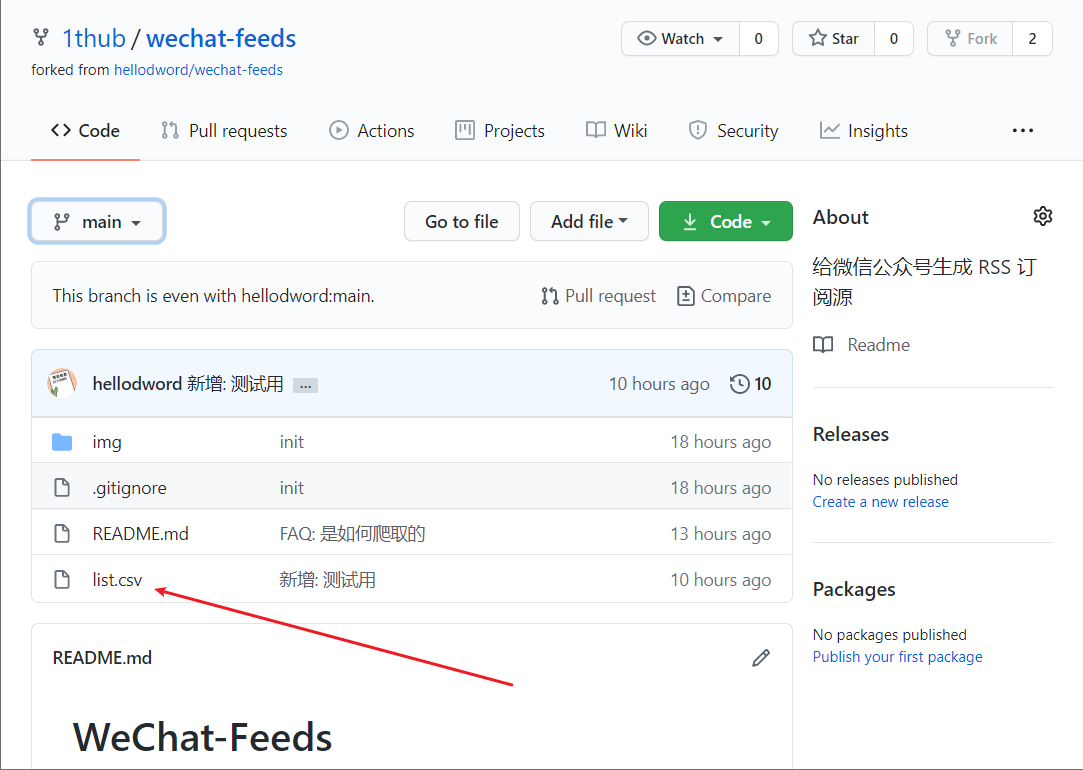 1thub / wechat-feeds
Watch 0 Star 0 Fork 2
forked from hellodword/wechat-feeds
Code Pull requests Actions Projects Wiki Security Insights ...
main Go to file Add file Code
This branch is even with hellodword:main. Pull request Compare
hellodword 新增: 测试用 ... 10 hours ago 10
img init 18 hours ago
.gitignore init 18 hours ago
README.md FAQ: 是如何爬取的 13 hours ago
list.csv 新增: 测试用 10 hours ago
README.md
WeChat-Feeds
About
给微信公众号生成 RSS 订
阅源
Readme
Releases
No releases published
Create a new release
Packages
No packages published
Publish your first package